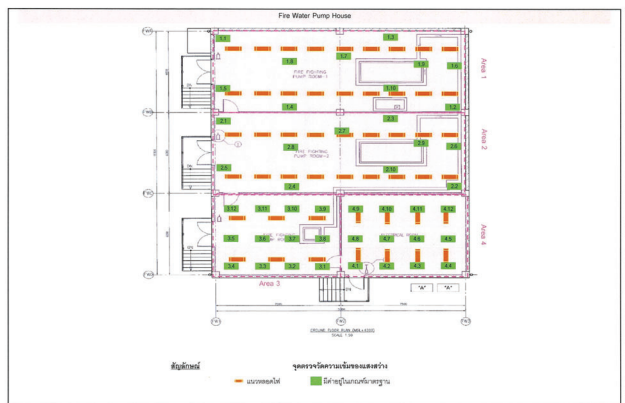 Fire Water Pump House
1.1 1.3
1.7
1.8 1.9 1.6
FIRE FIGHTING
PUMP ROOM-1
Area 1
1.5 1.10
1.4 1.2
2.1 2.3
2.7
2.8 2.9 2.6
FIRE FIGHTING
PUMP ROOM-2
Area 2
2.5 2.10
2.4 2.2
3.12 3.11 3.10 3.9 4.9 4.10 4.11 4.12
3.5 3.6 3.7 3.8 4.8 4.7 4.6 4.5
Area 4
3.4 3.3 3.2 3.1 4.1 4.2 4.3 4.4
Area 3
"A" "A"
GROUND FLOOR PLAN
SCALE 1:50
สัญลักษณ์ จุดตรวจวัดความเข้มของแสงสว่าง
แนวหลอดไฟ มีค่าอยู่ในเกณฑ์มาตรฐาน